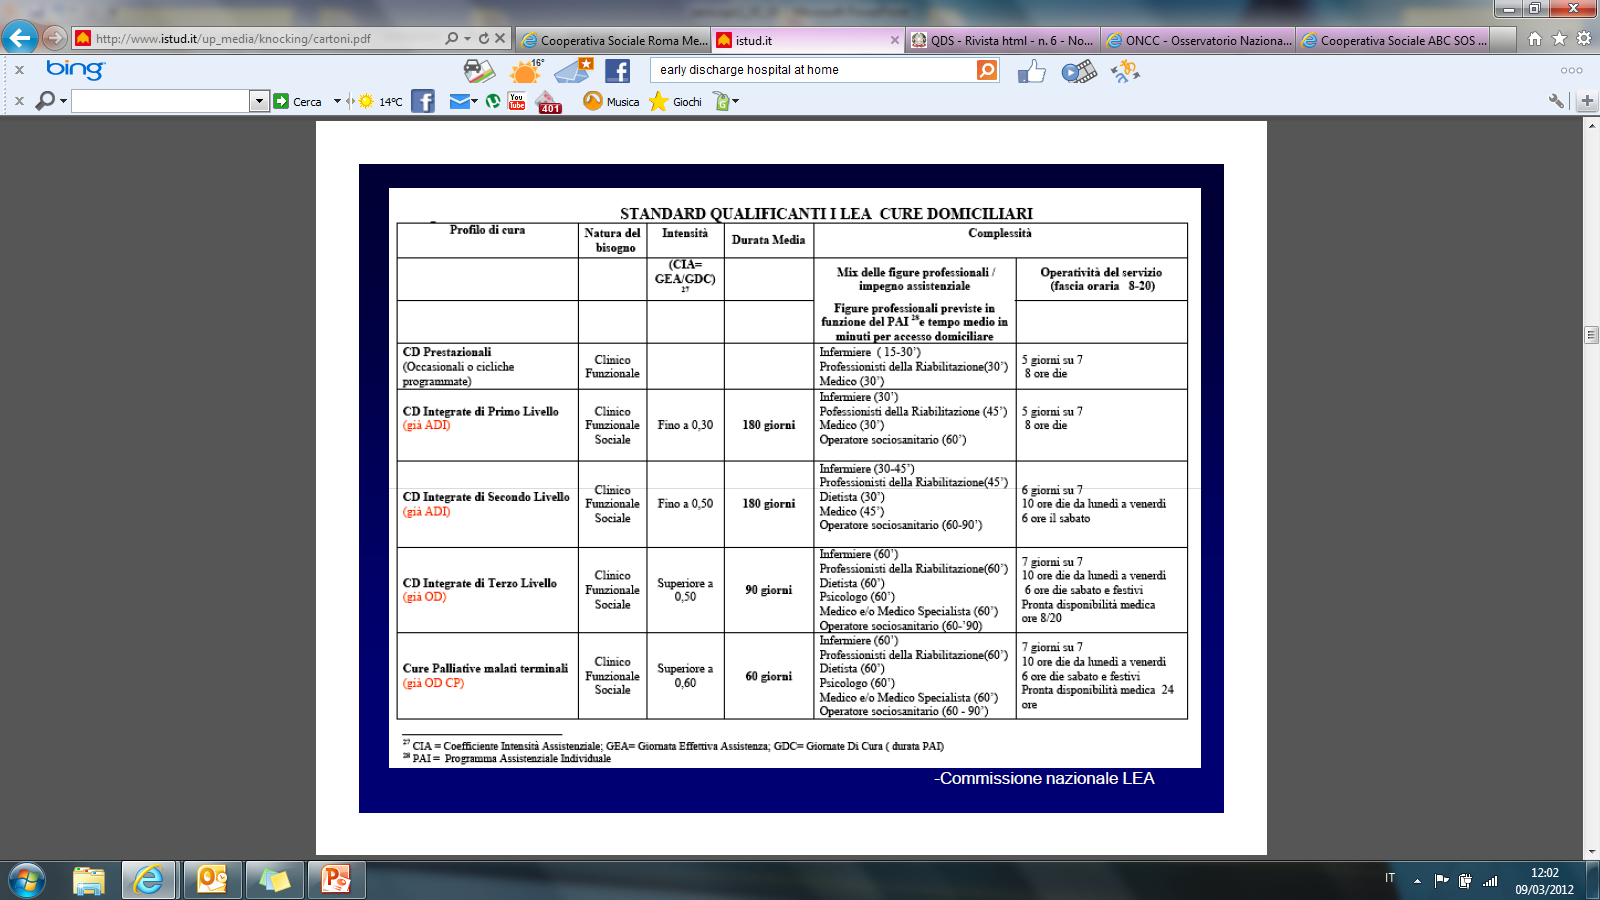 http://www.istud.it/up_media/knocking/cartoni.pdf
Cooperativa Sociale Roma Me...
istud.it
QDS - Rivista html - n. 6 - No...
ONCC - Osservatorio Naziona...
Cooperativa Sociale ABC SOS ...
x bing
16°
early discharge hospital at home
x
Cerca
14°C
You Tube
401
Musica
Giochi
STANDARD QUALIFICANTI I LEA CURE DOMICILIARI
Profilo di cura
Natura del
bisogno
Intensità
Durata Media
Complessità
(CIA=
GEA/GDC)
27
Mix delle figure professionali /
impegno assistenziale
Operatività del servizio
(fascia oraria 8-20)
Figure professionali previste in
funzione del PAI 28 e tempo medio in
minuti per accesso domiciliare
CD Prestazionali
(Occasionali o cicliche
programmate)
Clinico
Funzionale
Infermiere ( 15-30’)
Professionisti della Riabilitazione(30’)
Medico (30’)
5 giorni su 7
8 ore die
CD Integrate di Primo Livello
(già ADI)
Clinico
Funzionale
Sociale
Fino a 0,30
180 giorni
Infermiere (30’)
Pofessionisti della Riabilitazione (45’)
Medico (30’)
Operatore sociosanitario (60’)
5 giorni su 7
8 ore die
CD Integrate di Secondo Livello
(già ADI)
Clinico
Funzionale
Sociale
Fino a 0,50
180 giorni
Infermiere (30-45’)
Professionisti della Riabilitazione(45’)
Dietista (30’)
Medico (45’)
Operatore sociosanitario (60-90’)
6 giorni su 7
10 ore die da lunedì a venerdì
6 ore il sabato
CD Integrate di Terzo Livello
(già OD)
Clinico
Funzionale
Sociale
Superiore a
0,50
90 giorni
Infermiere (60’)
Professionisti della Riabilitazione(60’)
Dietista (60’)
Psicologo (60’)
Medico e/o Medico Specialista (60’)
Operatore sociosanitario (60-’90)
7 giorni su 7
10 ore die da lunedì a venerdì
6 ore die sabato e festivi
Pronta disponibilità medica
ore 8/20
Cure Palliative malati terminali
(già OD CP)
Clinico
Funzionale
Sociale
Superiore a
0,60
60 giorni
Infermiere (60’)
Professionisti della Riabilitazione(60’)
Dietista (60’)
Psicologo (60’)
Medico e/o Medico Specialista (60’)
Operatore sociosanitario (60 - 90’)
7 giorni su 7
10 ore die da lunedì a venerdì
6 ore die sabato e festivi
Pronta disponibilità medica 24
ore
27 CIA = Coefficiente Intensità Assistenziale; GEA= Giornata Effettiva Assistenza; GDC= Giornate Di Cura ( durata PAI)
28 PAI = Programma Assistenziale Individuale
-Commissione nazionale LEA
IT
12:02
09/03/2012